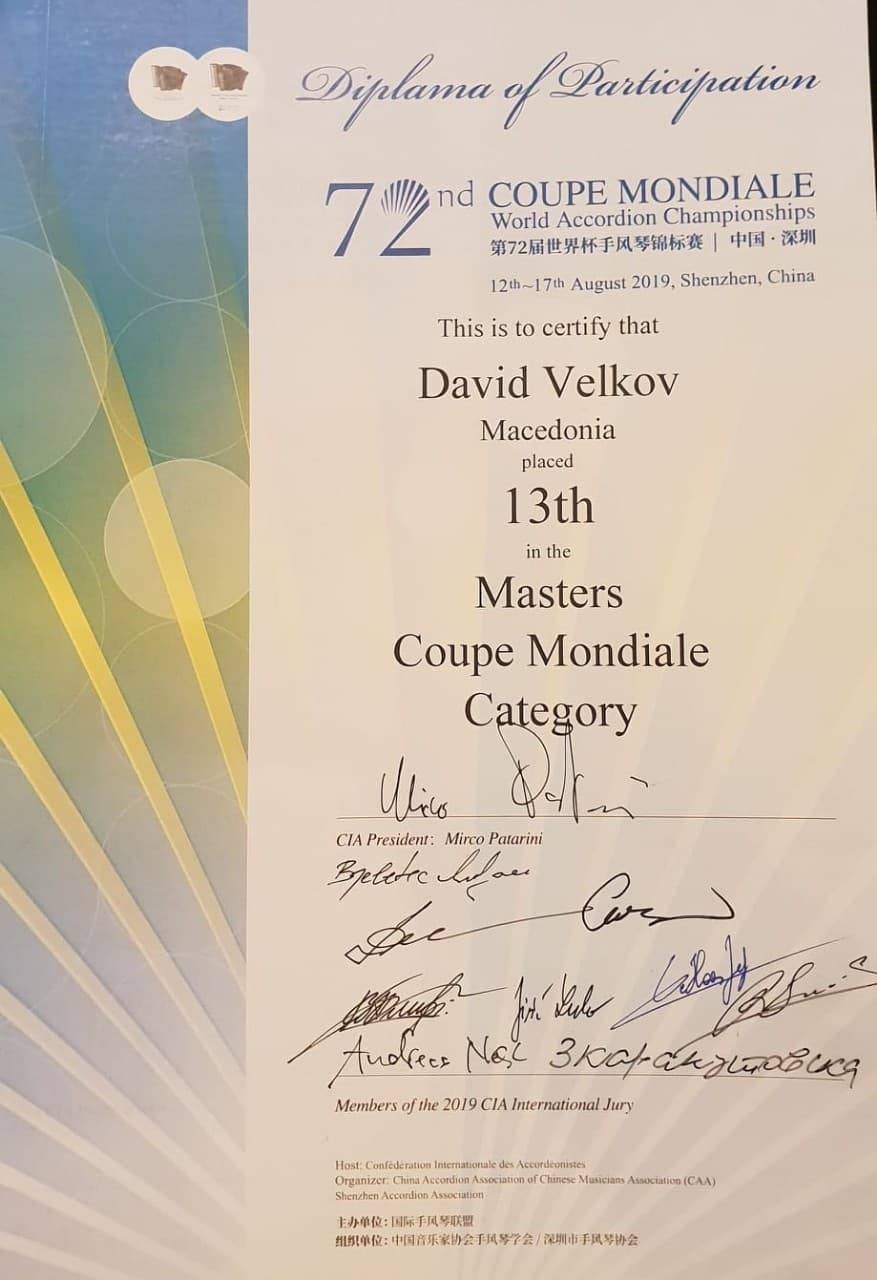 Diplama of Participation
72nd COUPE MONDIALE
World Accordion Championships
第72届世界杯手风琴锦标赛 | 中国·深圳
12th~17th August 2019, Shenzhen, China
This is to certify that
David Velkov
Macedonia
placed
13th
in the
Masters
Coupe Mondiale
Category
Mirco
CIA President: Mirco Patarini
Jiří
Andreas
Members of the 2019 CIA International Jury
Host: Confédération Internationale des Accordéonistes
Organizer: China Accordion Association of Chinese Musicians Association (CAA)
Shenzhen Accordion Association
主办单位: 国际手风琴联盟
组织单位: 中国音乐家协会手风琴学会 / 深圳市手风琴协会